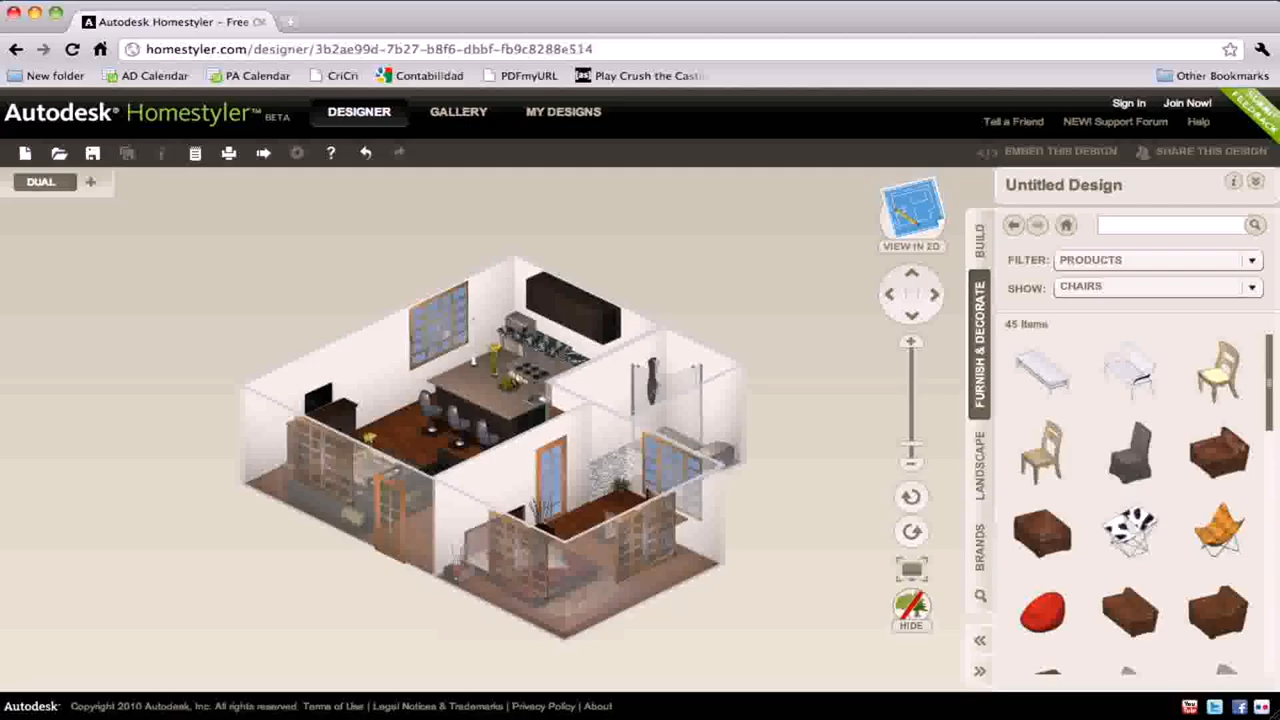 Autodesk Homestyler – Free
homestyler.com/designer/3b2ae99d-7b27-b8f6-dbbf-fb9c8288e514
New folder AD Calendar PA Calendar CriCri Contabilidad PDFmyURL Play Crush the Castl Other Bookmarks
Autodesk® Homestyler™ BETA DESIGNER GALLERY MY DESIGNS
Sign In Join Now!
Tell a Friend NEW! Support Forum Help
FEEDBACK
EMBED THIS DESIGN SHARE THIS DESIGN
DUAL
Untitled Design
VIEW IN 2D
BUILD
FURNISH & DECORATE
LANDSCAPE
BRANDS
FILTER: PRODUCTS
SHOW: CHAIRS
45 Items
HIDE
Autodesk® Copyright 2010 Autodesk, Inc. All rights reserved. Terms of Use | Legal Notices & Trademarks | Privacy Policy | About
You Tube